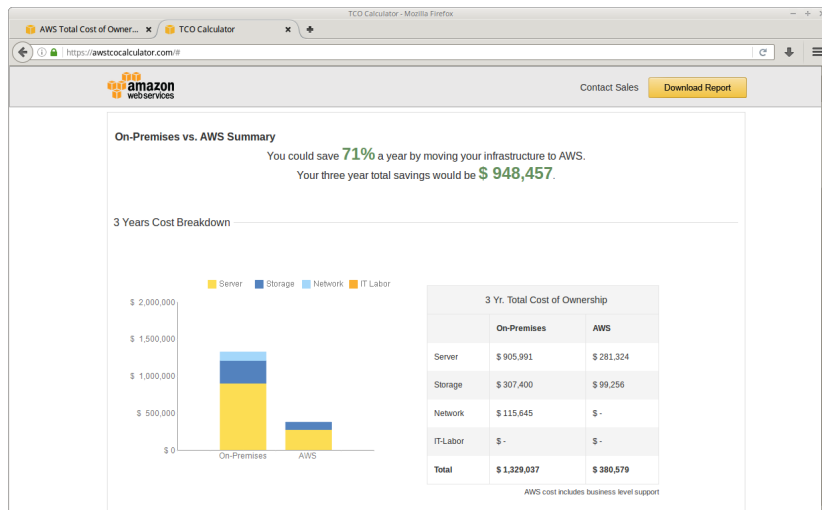 TCO Calculator - Mozilla Firefox
AWS Total Cost of Owner... × TCO Calculator ×
https://awstcocalculator.com/#
amazon
webservices
Contact Sales Download Report
On-Premises vs. AWS Summary
You could save 71% a year by moving your infrastructure to AWS.
Your three year total savings would be $ 948,457.
3 Years Cost Breakdown
Server Storage Network IT Labor
$ 2,000,000
$ 1,500,000
$ 1,000,000
$ 500,000
$ 0
On-Premises AWS
3 Yr. Total Cost of Ownership
On-Premises AWS
Server $ 905,991 $ 281,324
Storage $ 307,400 $ 99,256
Network $ 115,645 $ -
IT-Labor $ - $ -
Total $ 1,329,037 $ 380,579
AWS cost includes business level support